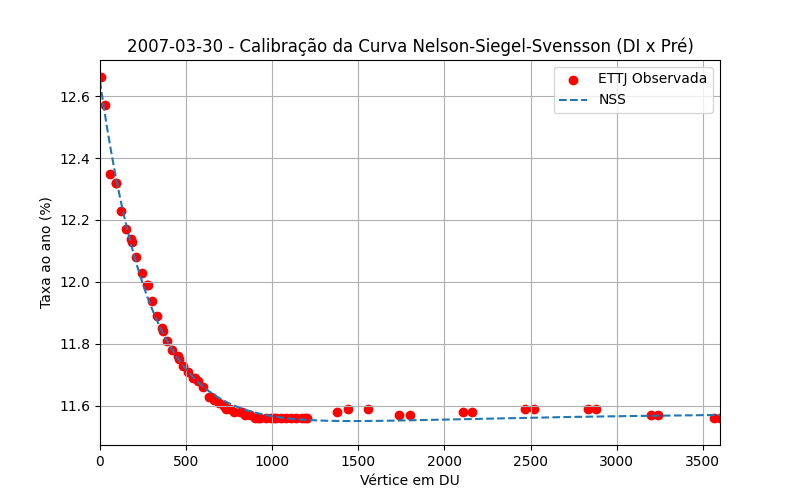 2007-03-30 - Calibração da Curva Nelson-Siegel-Svensson (DI x Pré)
ETTJ Observada
NSS
Taxa ao ano (%)
12.6
12.4
12.2
12.0
11.8
11.6
0 500 1000 1500 2000 2500 3000 3500
Vértice em DU